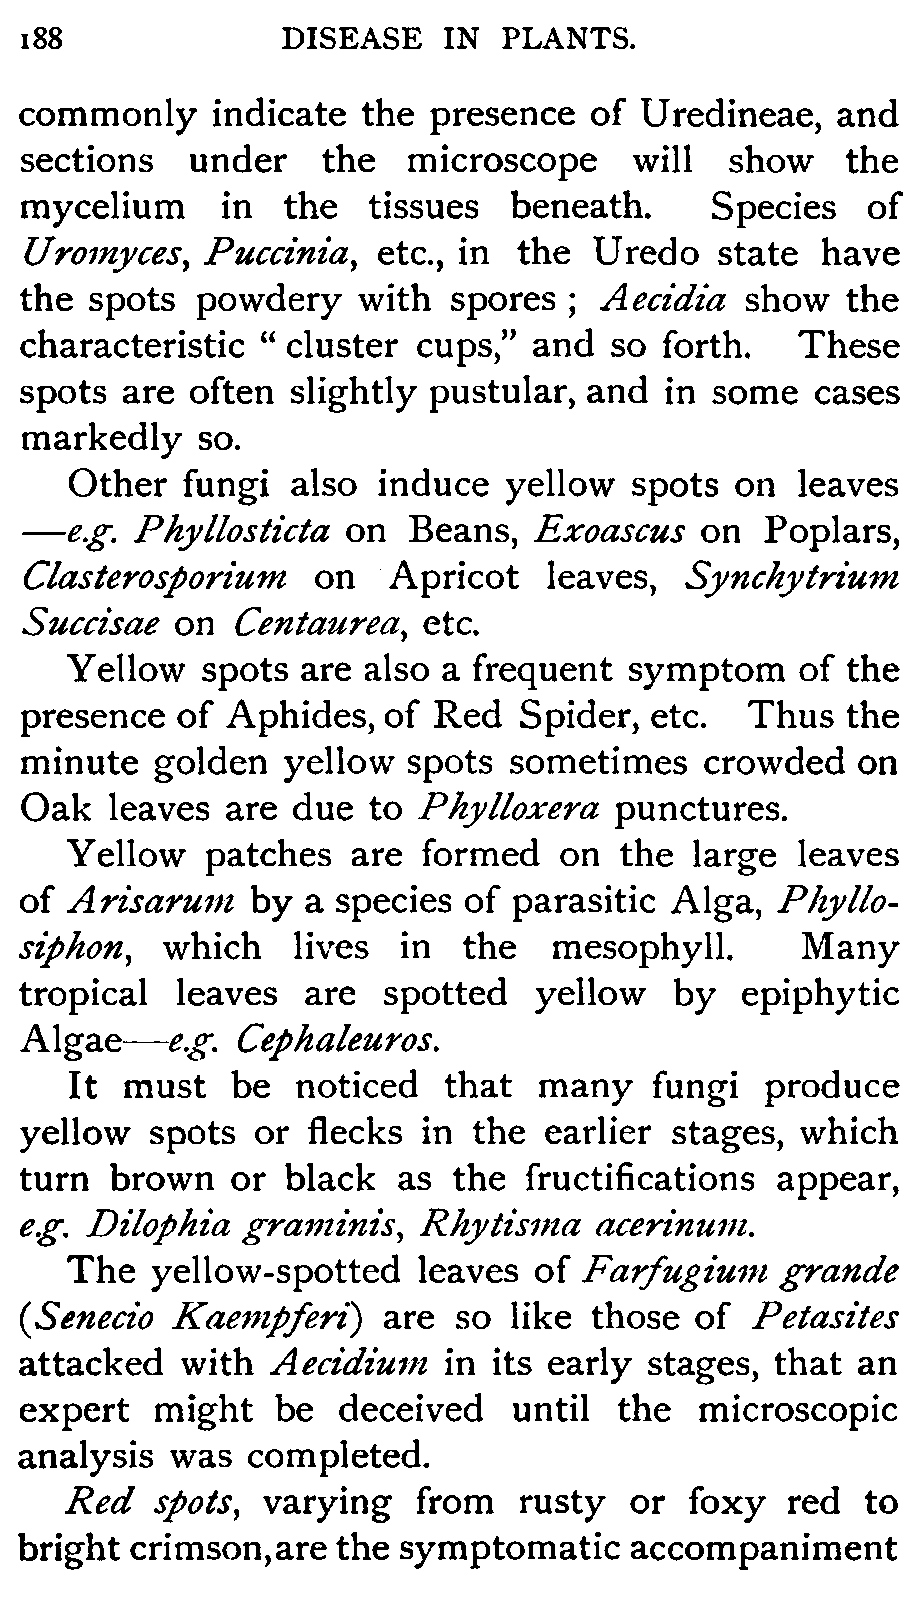 188 DISEASE IN PLANTS.
commonly indicate the presence of Uredineae, and
sections under the microscope will show the
mycelium in the tissues beneath. Species of
Uromyces, Puccinia, etc., in the Uredo state have
the spots powdery with spores ; Aecidia show the
characteristic “ cluster cups,” and so forth. These
spots are often slightly pustular, and in some cases
markedly so.
Other fungi also induce yellow spots on leaves
—e.g. Phyllosticta on Beans, Exoascus on Poplars,
Clasterosporium on Apricot leaves, Synchytrium
Succisae on Centaurea, etc.
Yellow spots are also a frequent symptom of the
presence of Aphides, of Red Spider, etc. Thus the
minute golden yellow spots sometimes crowded on
Oak leaves are due to Phylloxera punctures.
Yellow patches are formed on the large leaves
of Arisarum by a species of parasitic Alga, Phyllo-
siphon, which lives in the mesophyll. Many
tropical leaves are spotted yellow by epiphytic
Algae—e.g. Cephaleuros.
It must be noticed that many fungi produce
yellow spots or flecks in the earlier stages, which
turn brown or black as the fructifications appear,
e.g. Dilophia graminis, Rhytisma acerinum.
The yellow-spotted leaves of Farfugium grande
(Senecio Kaempferi) are so like those of Petasites
attacked with Aecidium in its early stages, that an
expert might be deceived until the microscopic
analysis was completed.
Red spots, varying from rusty or foxy red to
bright crimson, are the symptomatic accompaniment